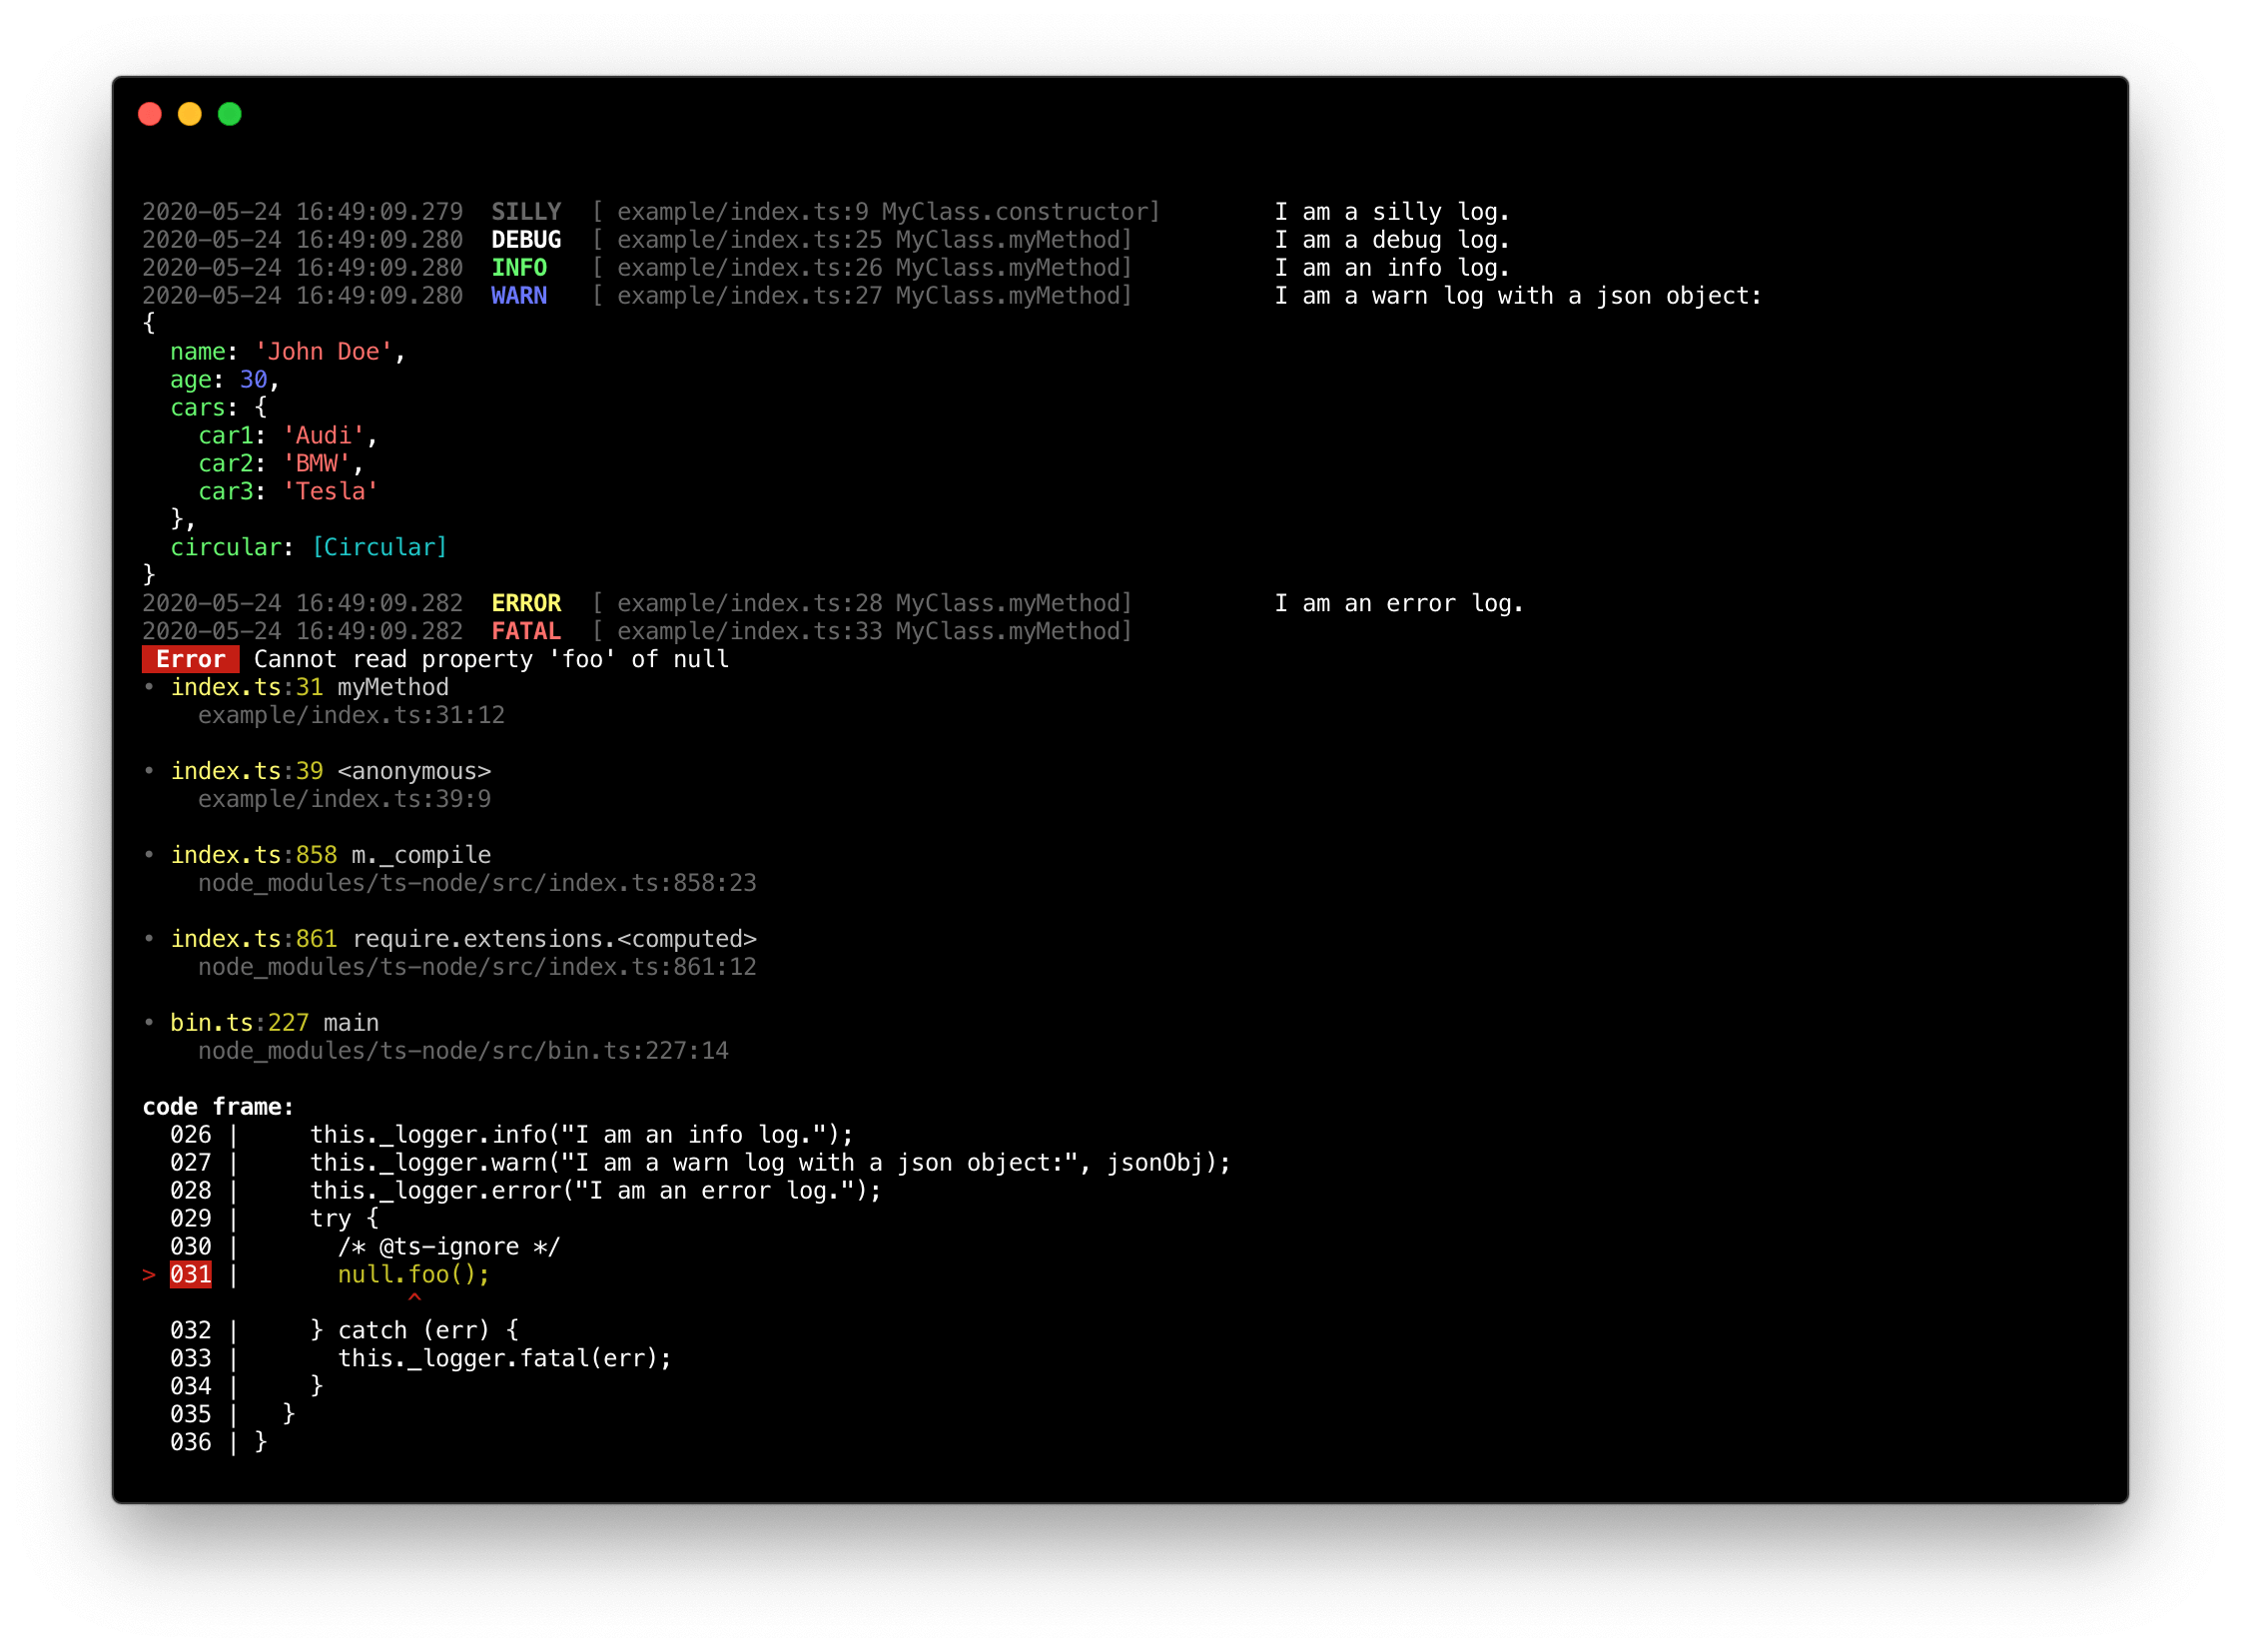 2020-05-24 16:49:09.279  SILLY  [ example/index.ts:9 MyClass.constructor]        I am a silly log.
2020-05-24 16:49:09.280  DEBUG  [ example/index.ts:25 MyClass.myMethod]          I am a debug log.
2020-05-24 16:49:09.280  INFO   [ example/index.ts:26 MyClass.myMethod]          I am an info log.
2020-05-24 16:49:09.280  WARN   [ example/index.ts:27 MyClass.myMethod]          I am a warn log with a json object:
{
  name: 'John Doe',
  age: 30,
  cars: {
    car1: 'Audi',
    car2: 'BMW',
    car3: 'Tesla'
  },
  circular: [Circular]
}
2020-05-24 16:49:09.282  ERROR  [ example/index.ts:28 MyClass.myMethod]          I am an error log.
2020-05-24 16:49:09.282  FATAL  [ example/index.ts:33 MyClass.myMethod]
 Error  Cannot read property 'foo' of null
• index.ts:31 myMethod
    example/index.ts:31:12

• index.ts:39 <anonymous>
    example/index.ts:39:9

• index.ts:858 m._compile
    node_modules/ts-node/src/index.ts:858:23

• index.ts:861 require.extensions.<computed>
    node_modules/ts-node/src/index.ts:861:12

• bin.ts:227 main
    node_modules/ts-node/src/bin.ts:227:14

code frame:
  026 |     this._logger.info("I am an info log.");
  027 |     this._logger.warn("I am a warn log with a json object:", jsonObj);
  028 |     this._logger.error("I am an error log.");
  029 |     try {
  030 |       /* @ts-ignore */
> 031 |       null.foo();
                   ^
  032 |     } catch (err) {
  033 |       this._logger.fatal(err);
  034 |     }
  035 |   }
  036 | }